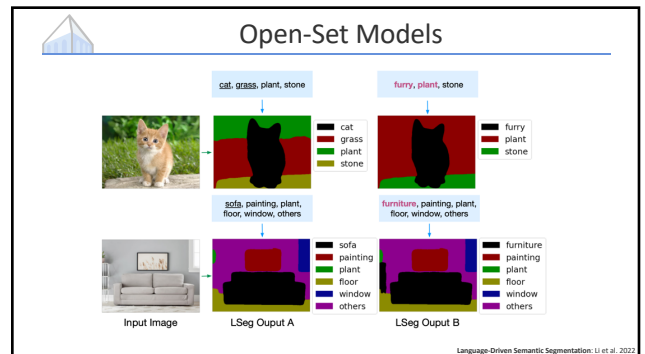 Open-Set Models
cat, grass, plant, stone
furry, plant, stone
cat
grass
plant
stone
furry
plant
stone
sofa, painting, plant,
floor, window, others
furniture, painting, plant,
floor, window, others
sofa
painting
plant
floor
window
others
furniture
painting
plant
floor
window
others
Input Image
LSeg Ouput A
LSeg Ouput B
Language-Driven Semantic Segmentation: Li et al. 2022